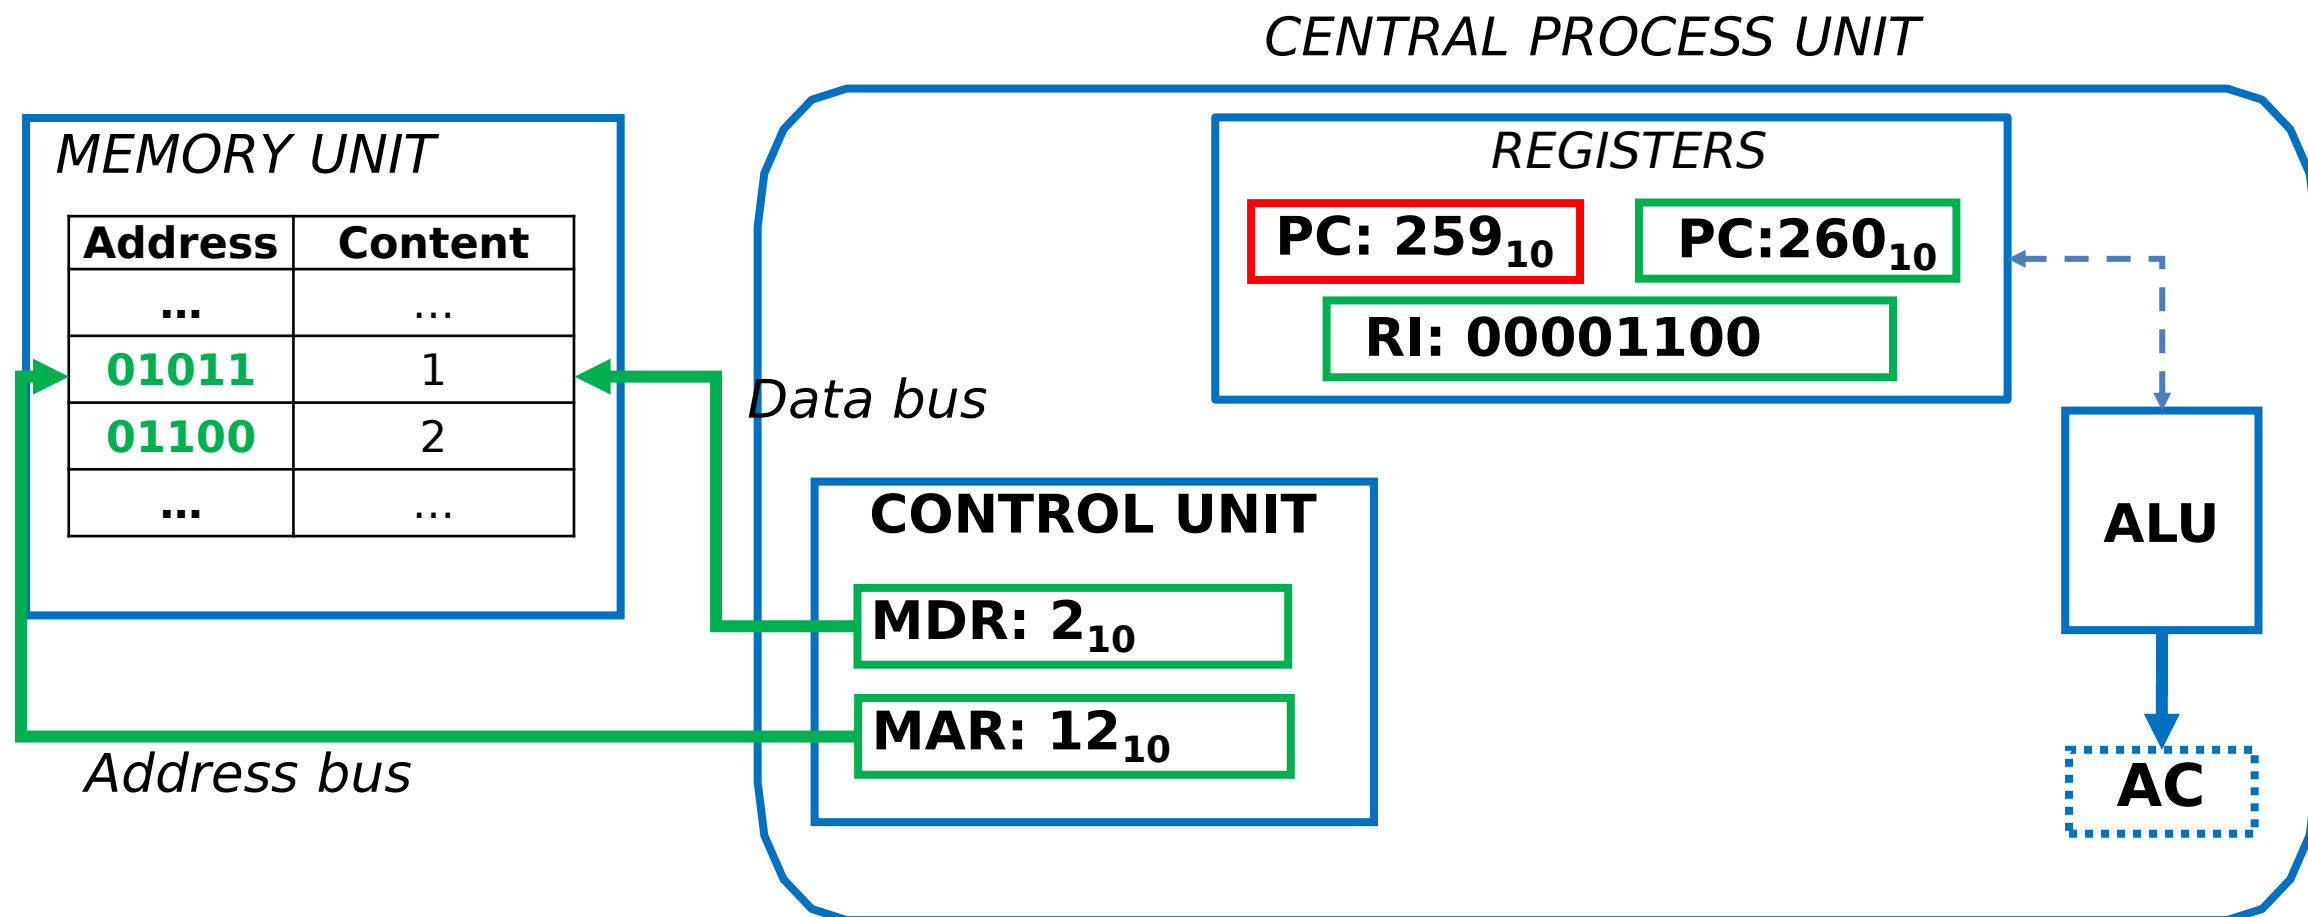 CENTRAL PROCESS UNIT
MEMORY UNIT
Address Content
... ...
01011 1
01100 2
... ...
Data bus
Address bus
REGISTERS
PC: 259₁₀ PC:260₁₀
RI: 00001100
CONTROL UNIT
MDR: 2₁₀
MAR: 12₁₀
ALU
AC